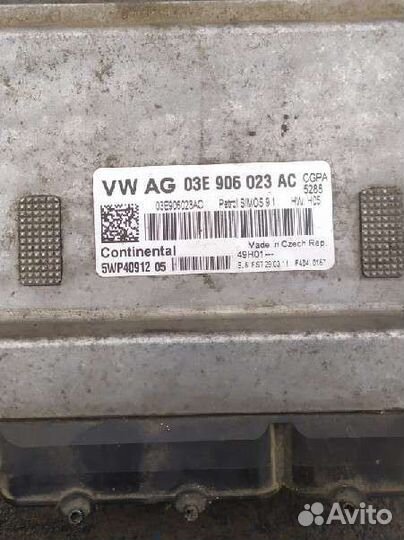 VW AG 03E 906 023 AC CGPA
5285
03E906023AC Petrol SIMOS 9.1 HW: H05
Continental Made in Czech Rep.
5WP40912 05 49H01---
Avito